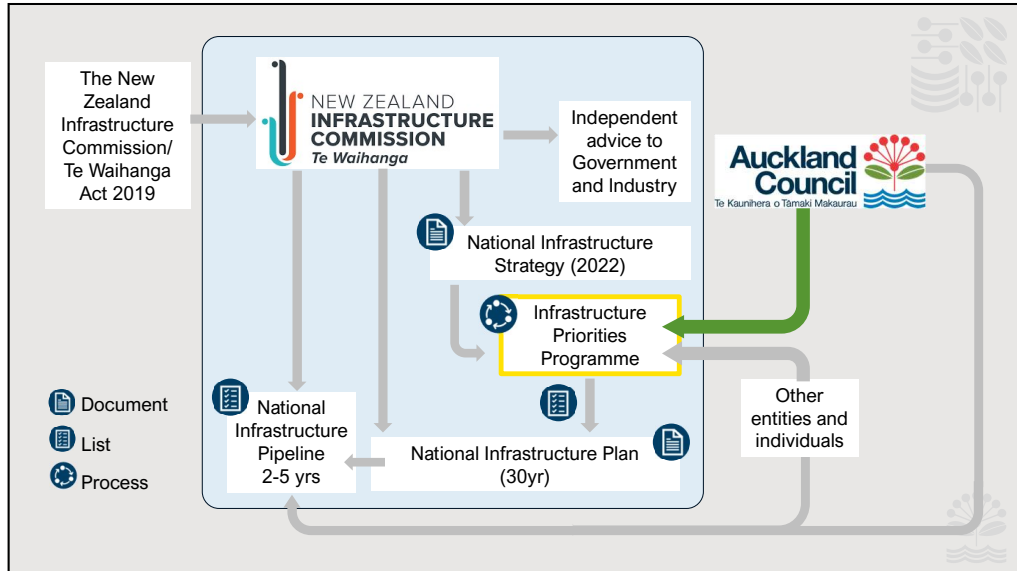 The New
Zealand
Infrastructure
Commission/
Te Waihanga
Act 2019
NEW ZEALAND
INFRASTRUCTURE
COMMISSION
Te Waihanga
Independent
advice to
Government
and Industry
Auckland
Council
Te Kaunihera o Tāmaki Makaurau
National Infrastructure
Strategy (2022)
Infrastructure
Priorities
Programme
Other
entities and
individuals
National
Infrastructure
Pipeline
2-5 yrs
National Infrastructure Plan
(30yr)
Document
List
Process